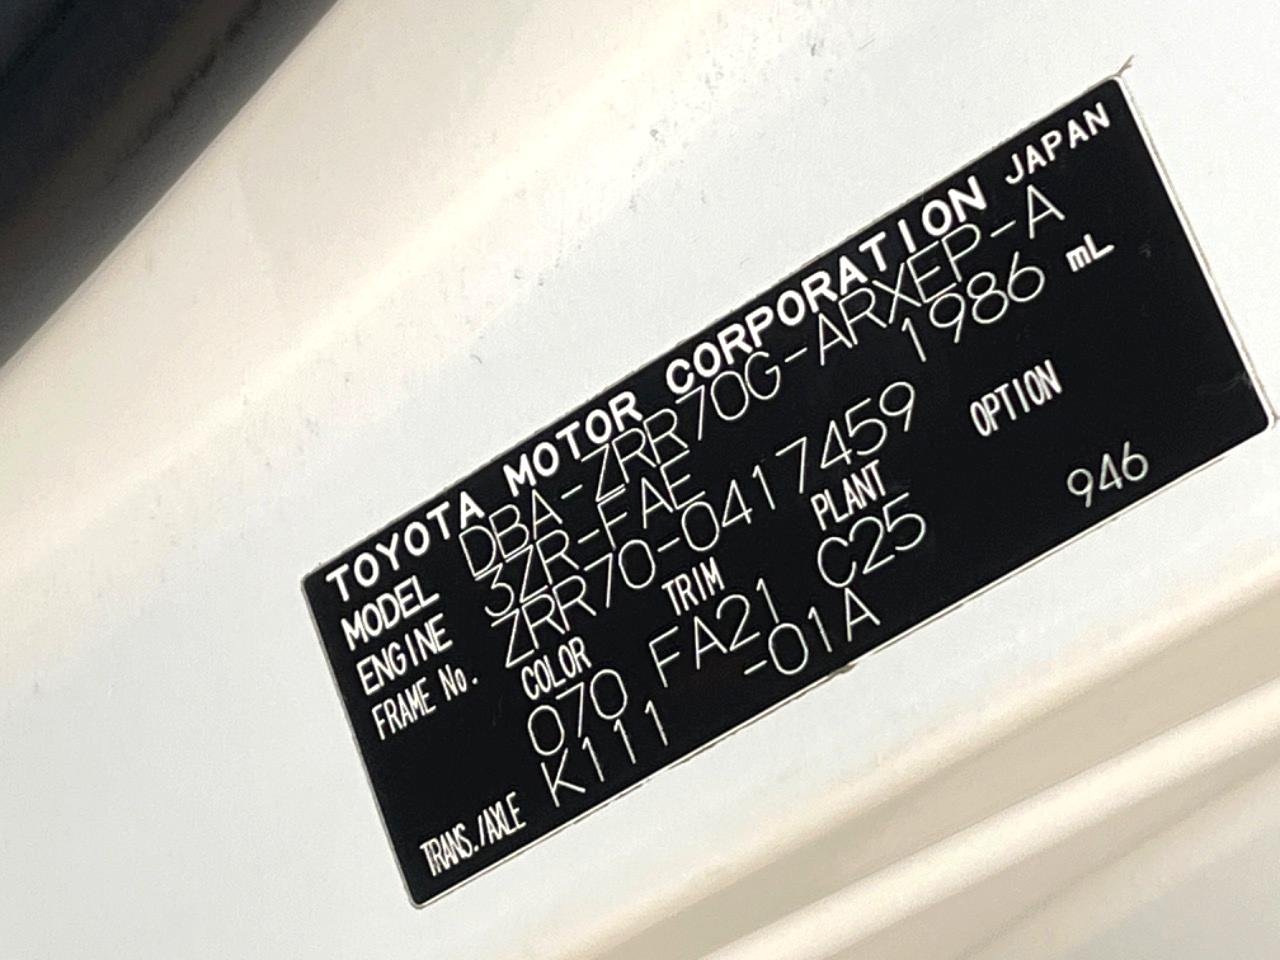 TOYOTA MOTOR CORPORATION JAPAN
MODEL DBA-ZRR70G-ARXEP-A
ENGINE 3ZR-FAE 1986 mL
FRAME No. ZRR70-0417459
COLOR TRIM PLANT OPTION
070 FA21 C25 946
TRANS./AXLE K111 -01A